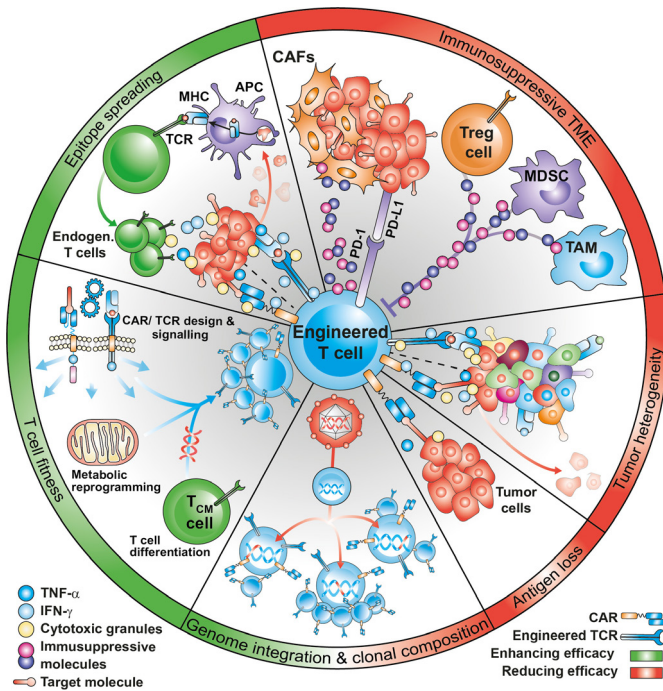 Epitope spreading
Immunosuppressive TME
CAFs
MHC
APC
TCR
Treg
cell
MDSC
TAM
PD-1
PD-L1
Endogen.
T cells
CAR/ TCR design &
signalling
Engineered
T cell
Metabolic
reprogramming
TCM
cell
T cell
differentiation
Tumor
cells
T cell fitness
Tumor heterogeneity
Antigen loss
Genome integration & clonal composition
TNF-α
IFN-γ
Cytotoxic granules
Immusuppressive
molecules
Target molecule
CAR
Engineered TCR
Enhancing efficacy
Reducing efficacy